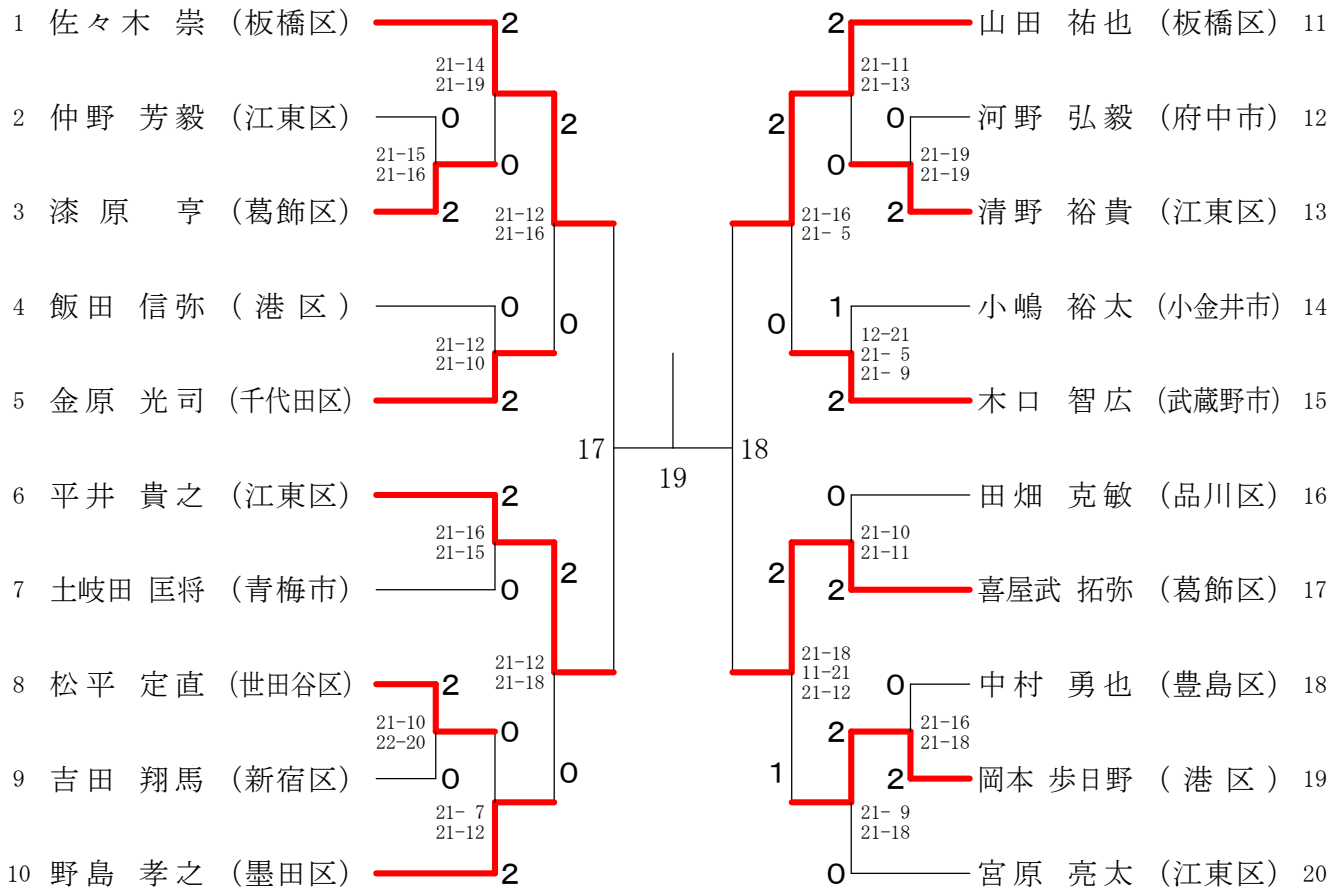 1 佐々木 崇 (板橋区) 2 2 山田 祐也 (板橋区) 11
21-14 21-11
21-19 21-13
2 仲野 芳毅 (江東区) 0 2 2 0 河野 弘毅 (府中市) 12
21-15 21-19
21-16 0 0 21-19
3 漆原 亨 (葛飾区) 2 21-12 21-16 2 清野 裕貴 (江東区) 13
21-16 21- 5
4 飯田 信弥 (港区) 0 0 0 1 小嶋 裕太 (小金井市) 14
21-12 12-21
21-10 21- 5
21- 9
5 金原 光司 (千代田区) 2 2 木口 智広 (武蔵野市) 15
17 18
19
6 平井 貴之 (江東区) 2 0 田畑 克敏 (品川区) 16
21-16 21-10
21-15 21-11
7 土岐田 匡将 (青梅市) 0 2 2 2 喜屋武 拓弥 (葛飾区) 17
21-12 21-18
21-18 11-21
21-12
8 松平 定直 (世田谷区) 2 0 中村 勇也 (豊島区) 18
21-10 0 2 21-16
22-20 21-18
9 吉田 翔馬 (新宿区) 0 0 1 2 岡本 歩日野 (港区) 19
21- 7 21- 9
21-12 21-18
10 野島 孝之 (墨田区) 2 0 宮原 亮太 (江東区) 20